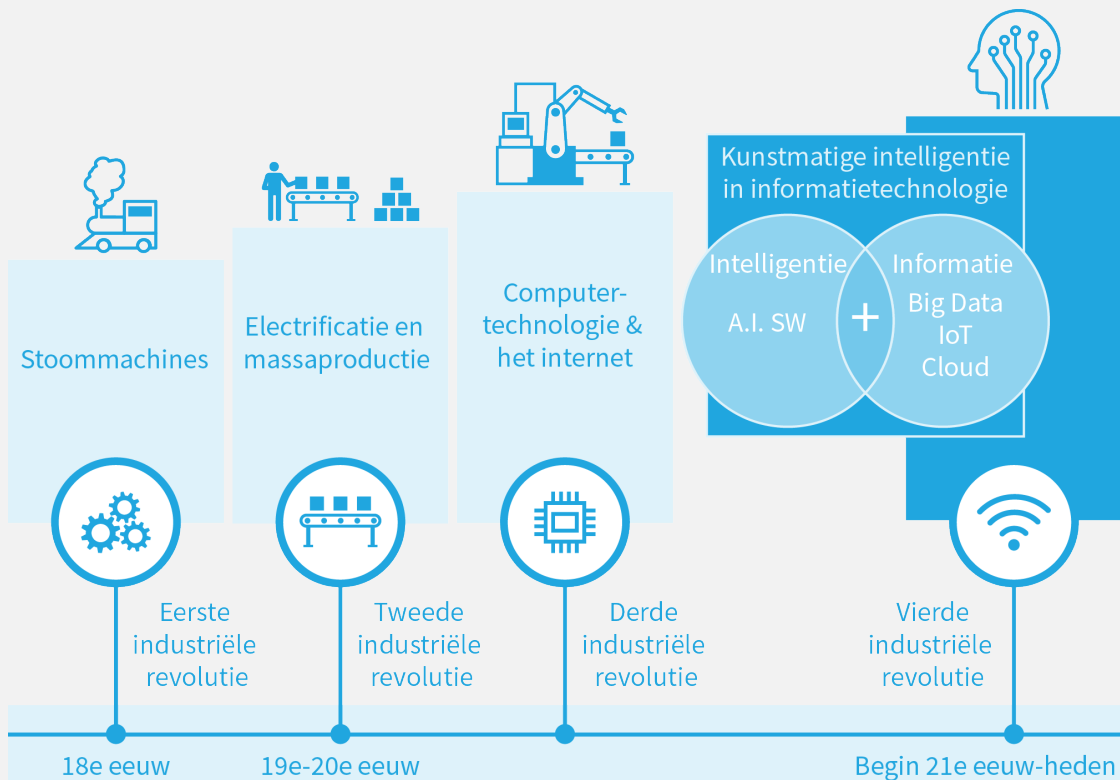 Kunstmatige intelligentie
in informatietechnologie
Intelligentie
A.I. SW
+
Informatie
Big Data
IoT
Cloud
Computer-
technologie &
het internet
Electrificatie en
massaproductie
Stoommachines
Eerste
industriële
revolutie
Tweede
industriële
revolutie
Derde
industriële
revolutie
Vierde
industriële
revolutie
18e eeuw
19e-20e eeuw
Begin 21e eeuw-heden